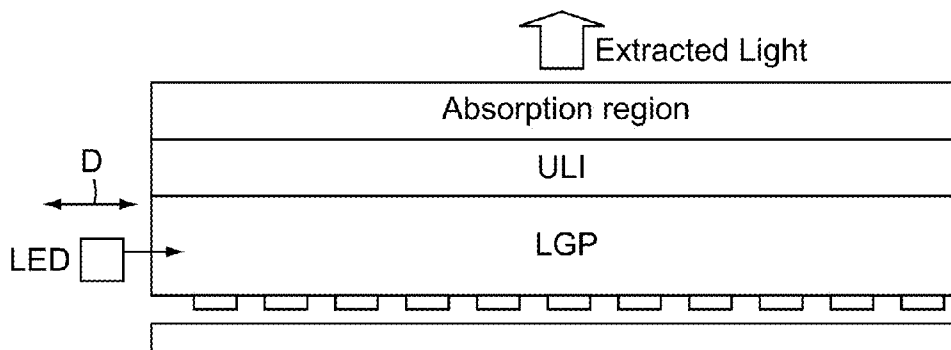 Extracted Light
Absorption region
D
ULI
LED
LGP